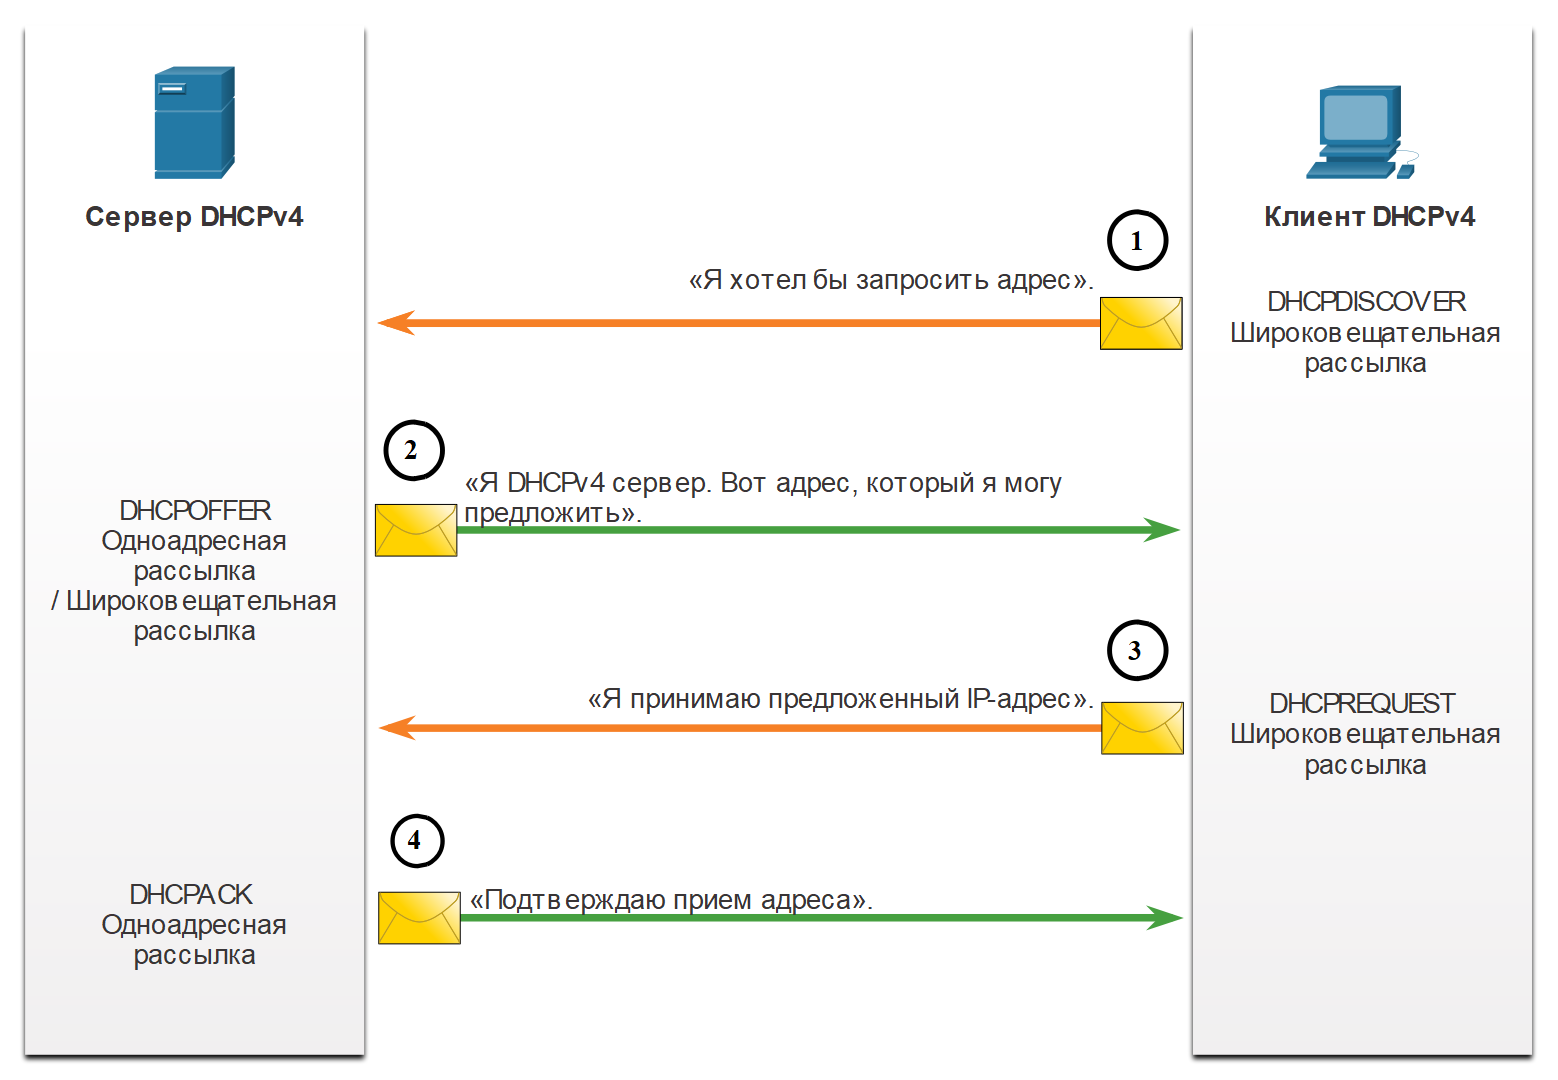 Сервер DHCPv4
Клиент DHCPv4
1
«Я хотел бы запросить адрес».
DHCPDISCOVER
Широковещательная
рассылка
2
«Я DHCPv4 сервер. Вот адрес, который я могу
предложить».
DHCPOFFER
Одноадресная
рассылка
/ Широковещательная
рассылка
3
«Я принимаю предложенный IP-адрес».
DHCPREQUEST
Широковещательная
рассылка
4
«Подтверждаю прием адреса».
DHCPACK
Одноадресная
рассылка